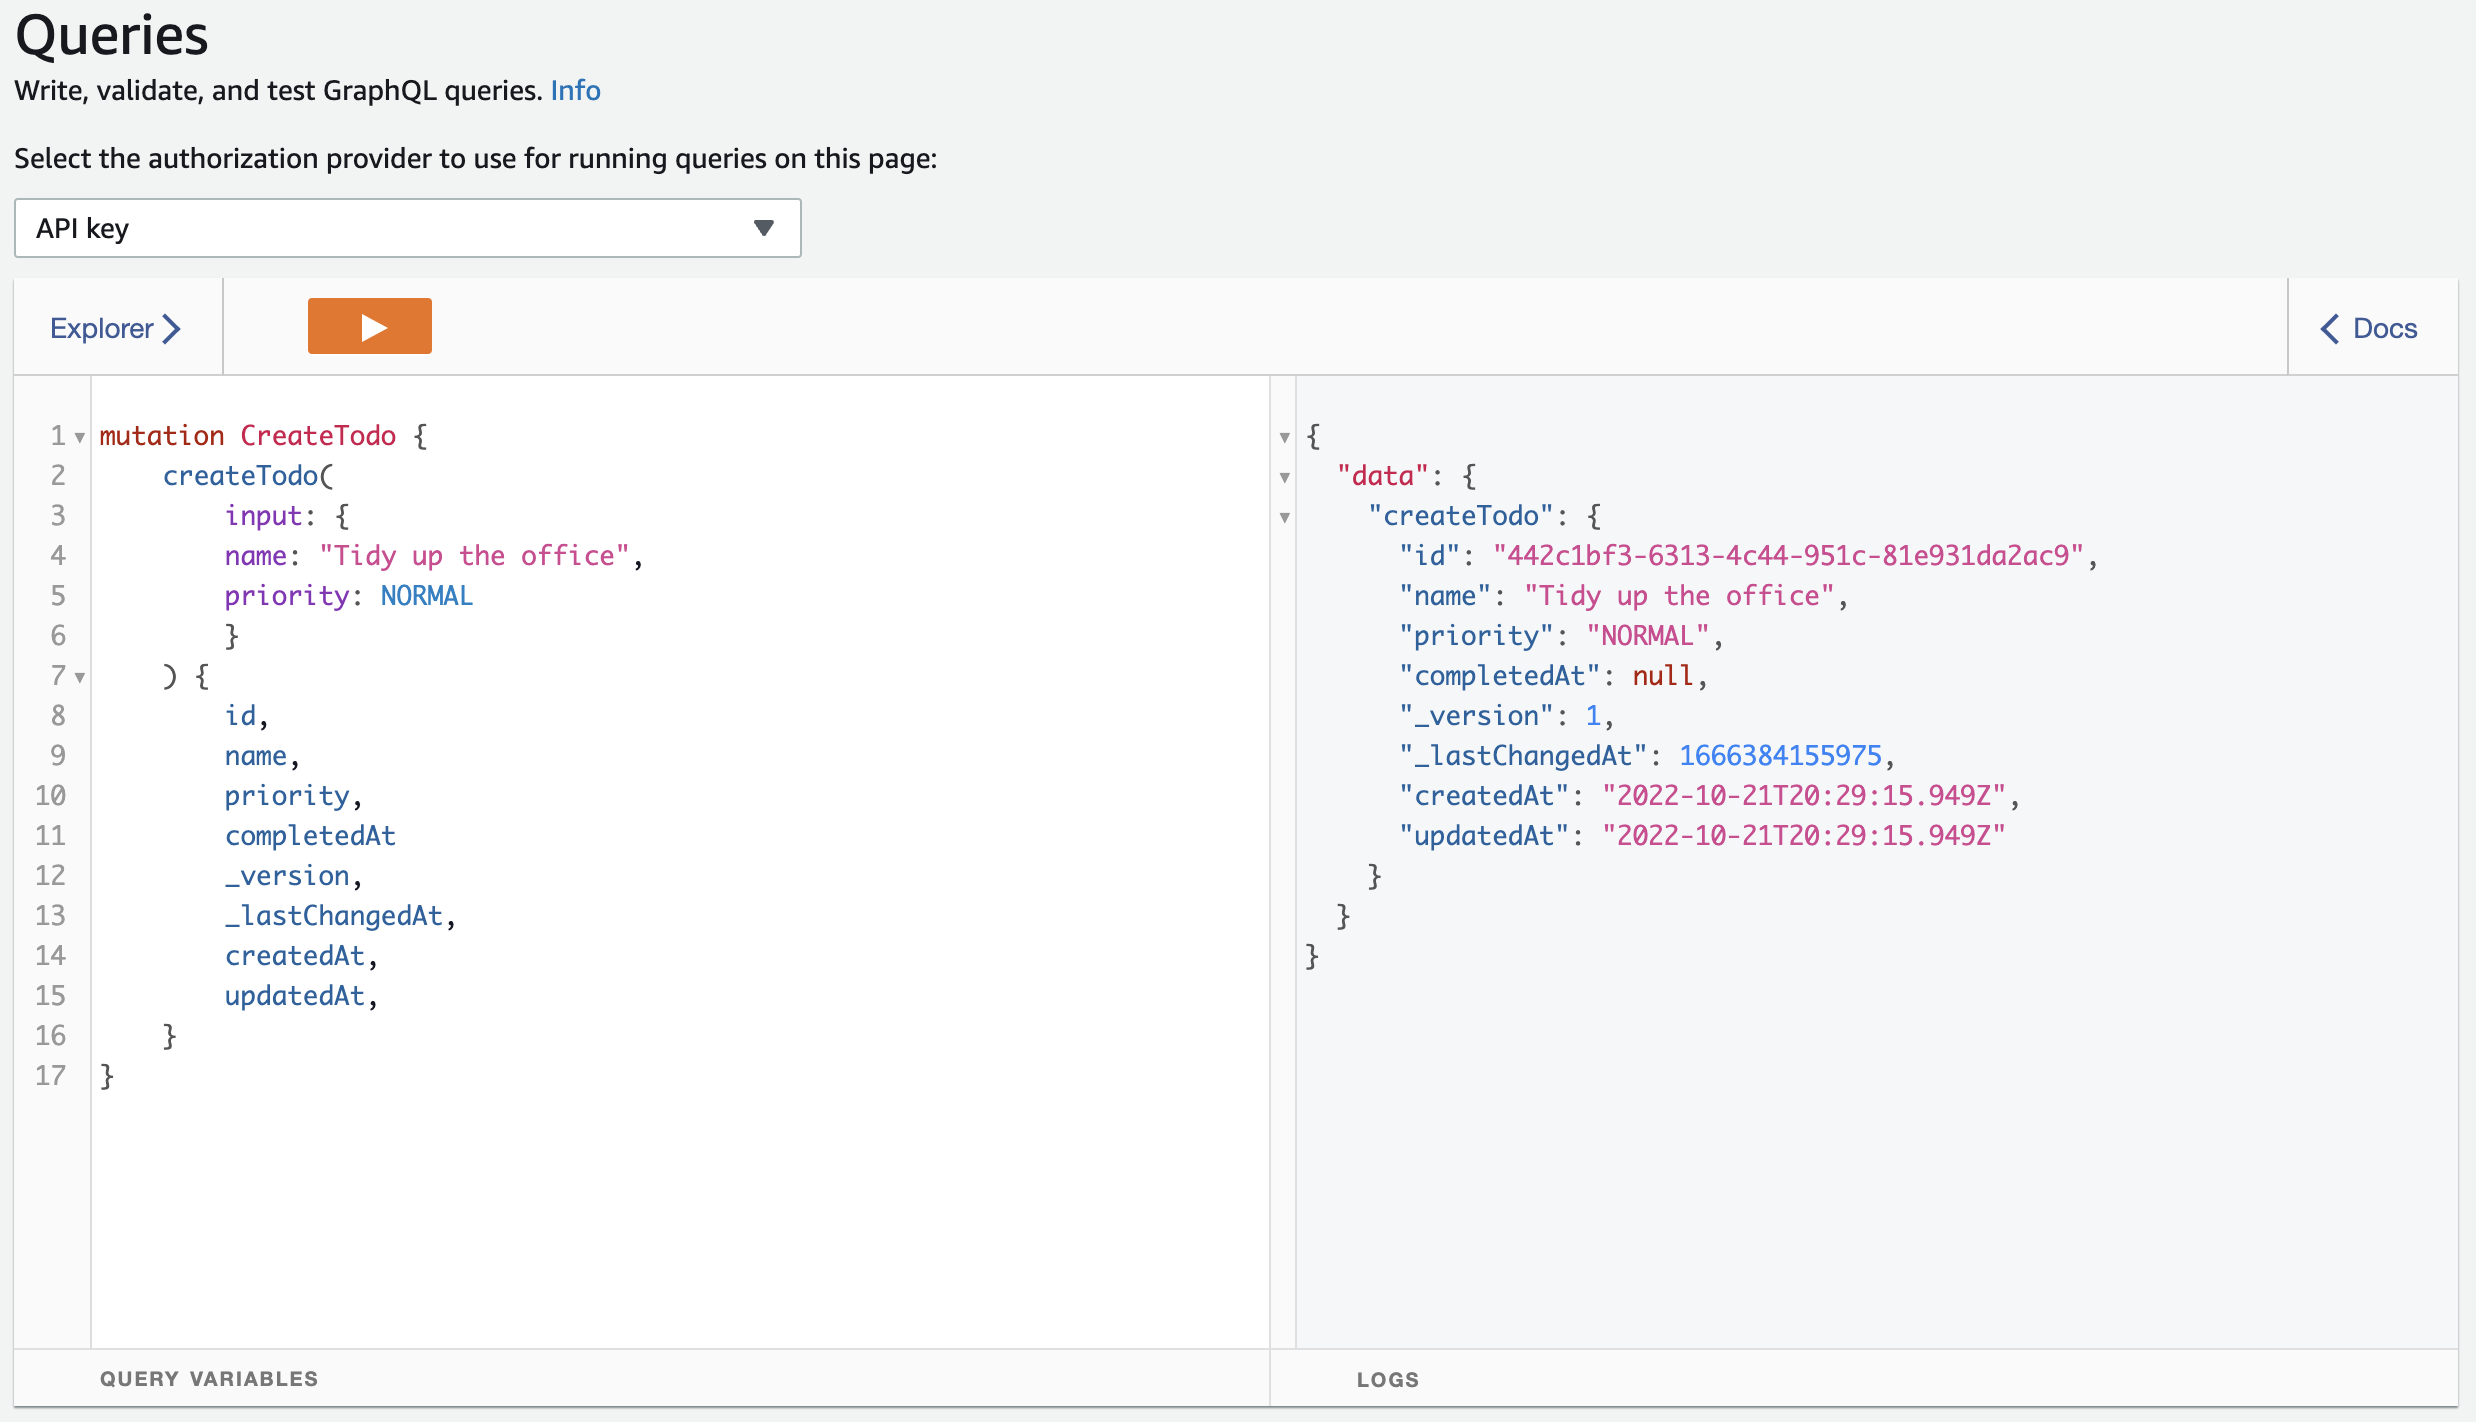 Queries
Write, validate, and test GraphQL queries. Info
Select the authorization provider to use for running queries on this page:
API key
Explorer
Docs
1 mutation CreateTodo {
2     createTodo(
3         input: {
4         name: "Tidy up the office",
5         priority: NORMAL
6         }
7     ) {
8         id,
9         name,
10         priority,
11         completedAt
12         _version,
13         _lastChangedAt,
14         createdAt,
15         updatedAt,
16     }
17 }
{
  "data": {
    "createTodo": {
      "id": "442c1bf3-6313-4c44-951c-81e931da2ac9",
      "name": "Tidy up the office",
      "priority": "NORMAL",
      "completedAt": null,
      "_version": 1,
      "_lastChangedAt": 1666384155975,
      "createdAt": "2022-10-21T20:29:15.949Z",
      "updatedAt": "2022-10-21T20:29:15.949Z"
    }
  }
}
QUERY VARIABLES
LOGS